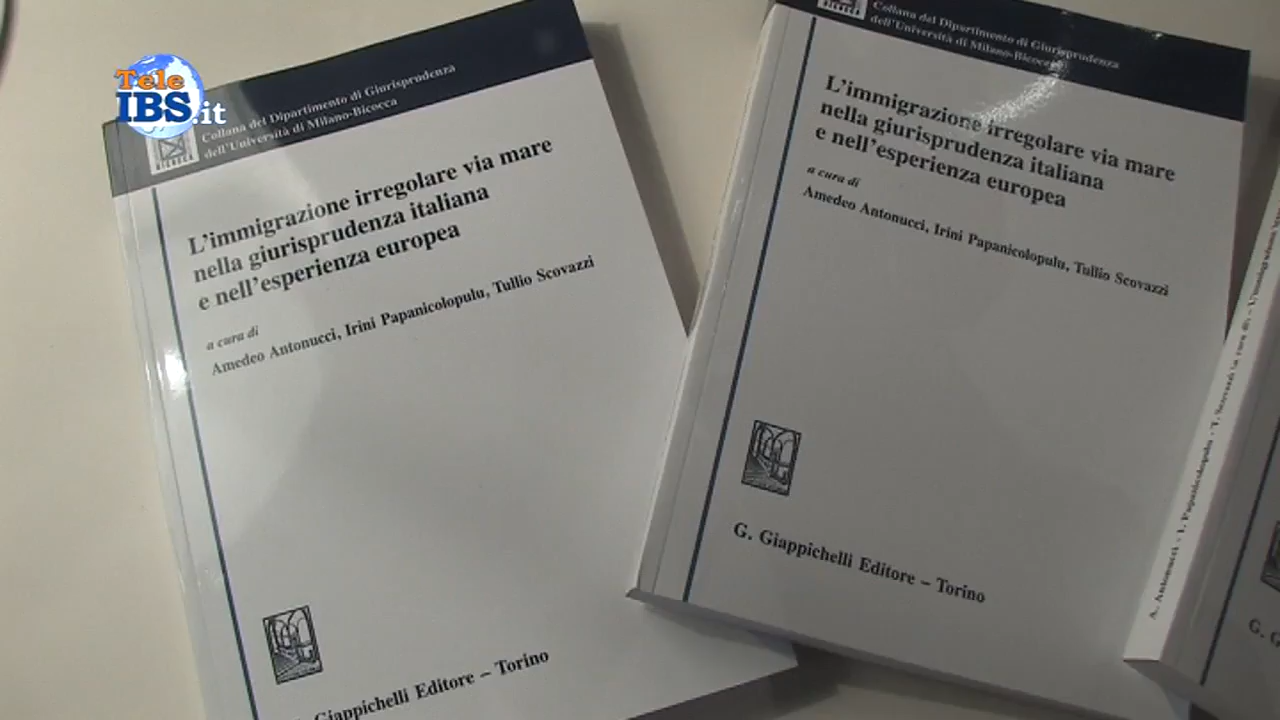 Tele
IBS.it
BICOCCA
Collana del Dipartimento di Giurisprudenza
dell'Università di Milano-Bicocca
L'immigrazione irregolare via mare
nella giurisprudenza italiana
e nell'esperienza europea
a cura di
Amedeo Antonucci, Irini Papanicolopulu, Tullio Scovazzi
Giappichelli Editore – Torino
BICOCCA
Collana del Dipartimento di Giurisprudenza
dell'Università di Milano-Bicocca
L'immigrazione irregolare via mare
nella giurisprudenza italiana
e nell'esperienza europea
a cura di
Amedeo Antonucci, Irini Papanicolopulu, Tullio Scovazzi
G. Giappichelli Editore – Torino
A. Antonucci - I. Papanicolopulu - T. Scovazzi (a cura di) - L'immigrazione
G. G